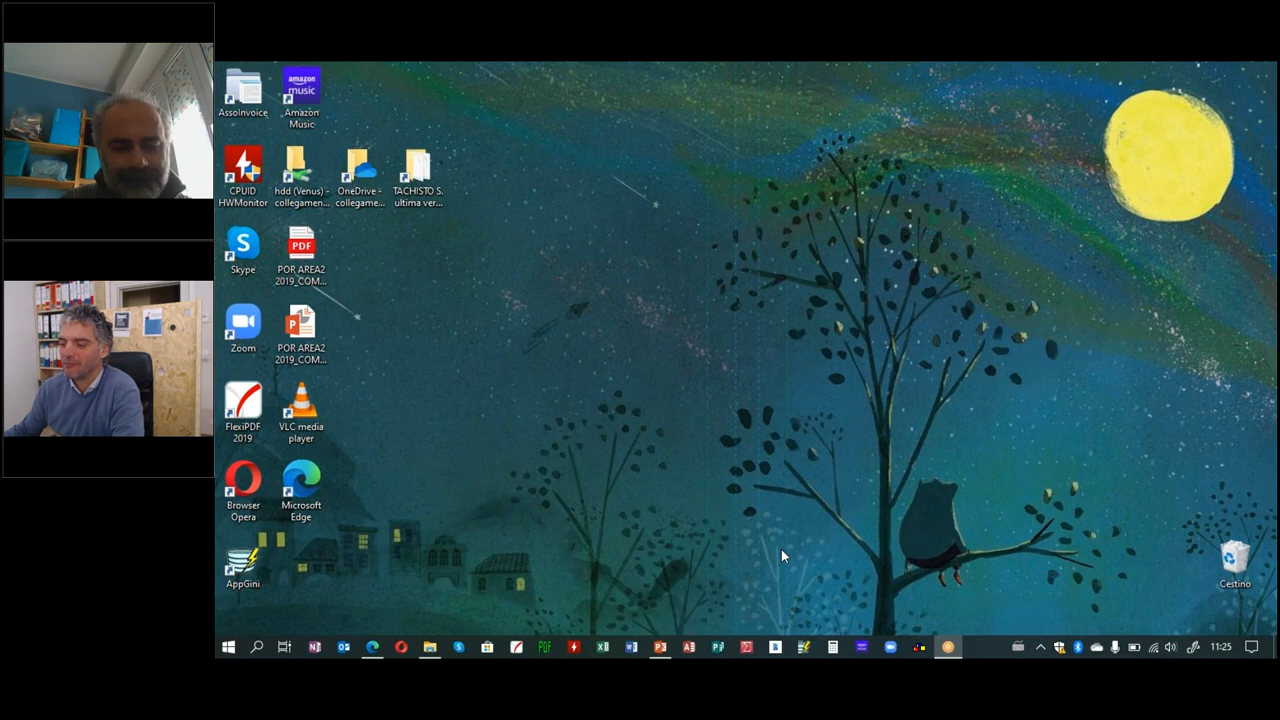 AssoInvoice
amazon
music
Amazon
Music
CPUID
HWMonitor
hdd (Venus) -
collegamen...
OneDrive -
collegame...
TACHISTO S.
ultima ver...
S
Skype
PDF
POR AREA2
2019_COM...
Zoom
P
POR AREA2
2019_COM...
FlexiPDF
2019
VLC media
player
Browser
Opera
Microsoft
Edge
AppGini
Cestino
PDF
11:25